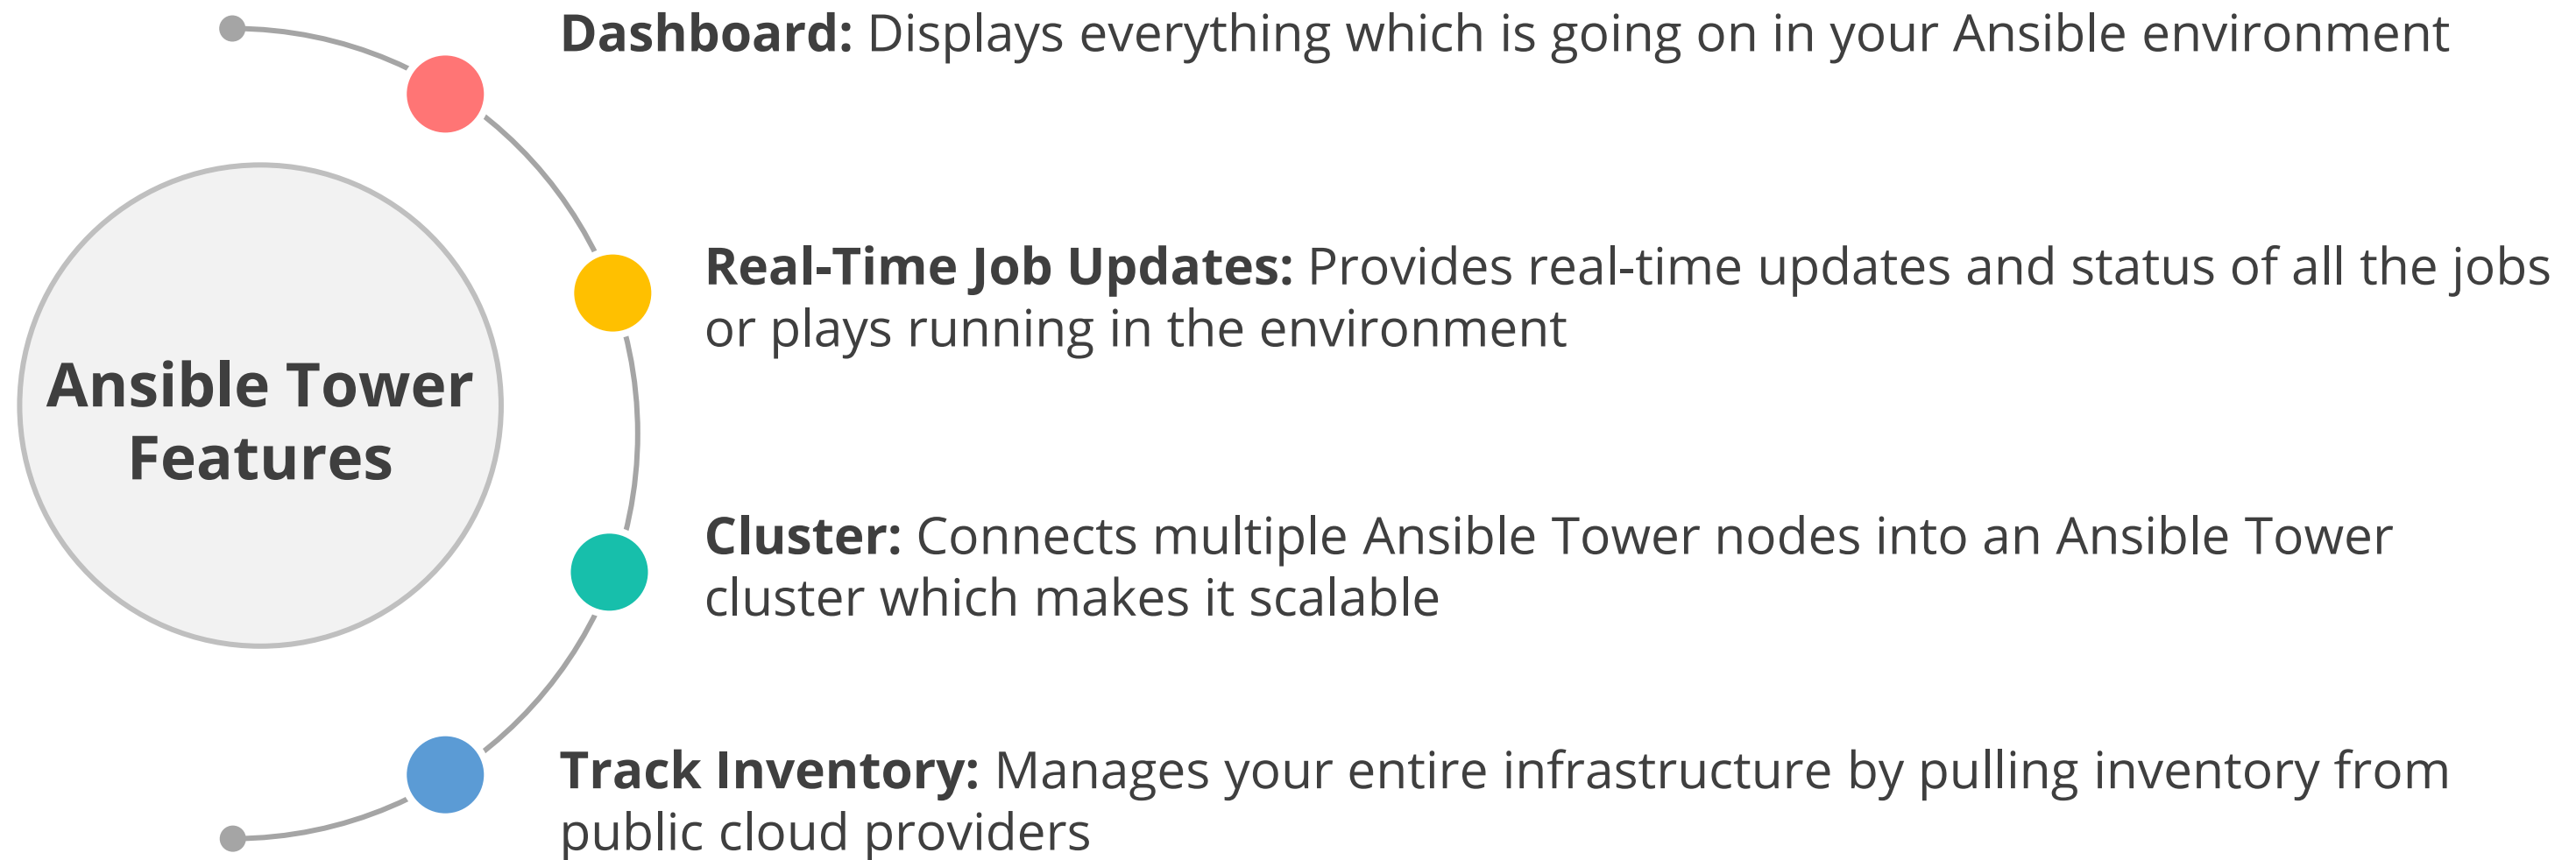 Dashboard: Displays everything which is going on in your Ansible environment
Real-Time Job Updates: Provides real-time updates and status of all the jobs
or plays running in the environment
Ansible Tower
Features
Cluster: Connects multiple Ansible Tower nodes into an Ansible Tower
cluster which makes it scalable
Track Inventory: Manages your entire infrastructure by pulling inventory from
public cloud providers